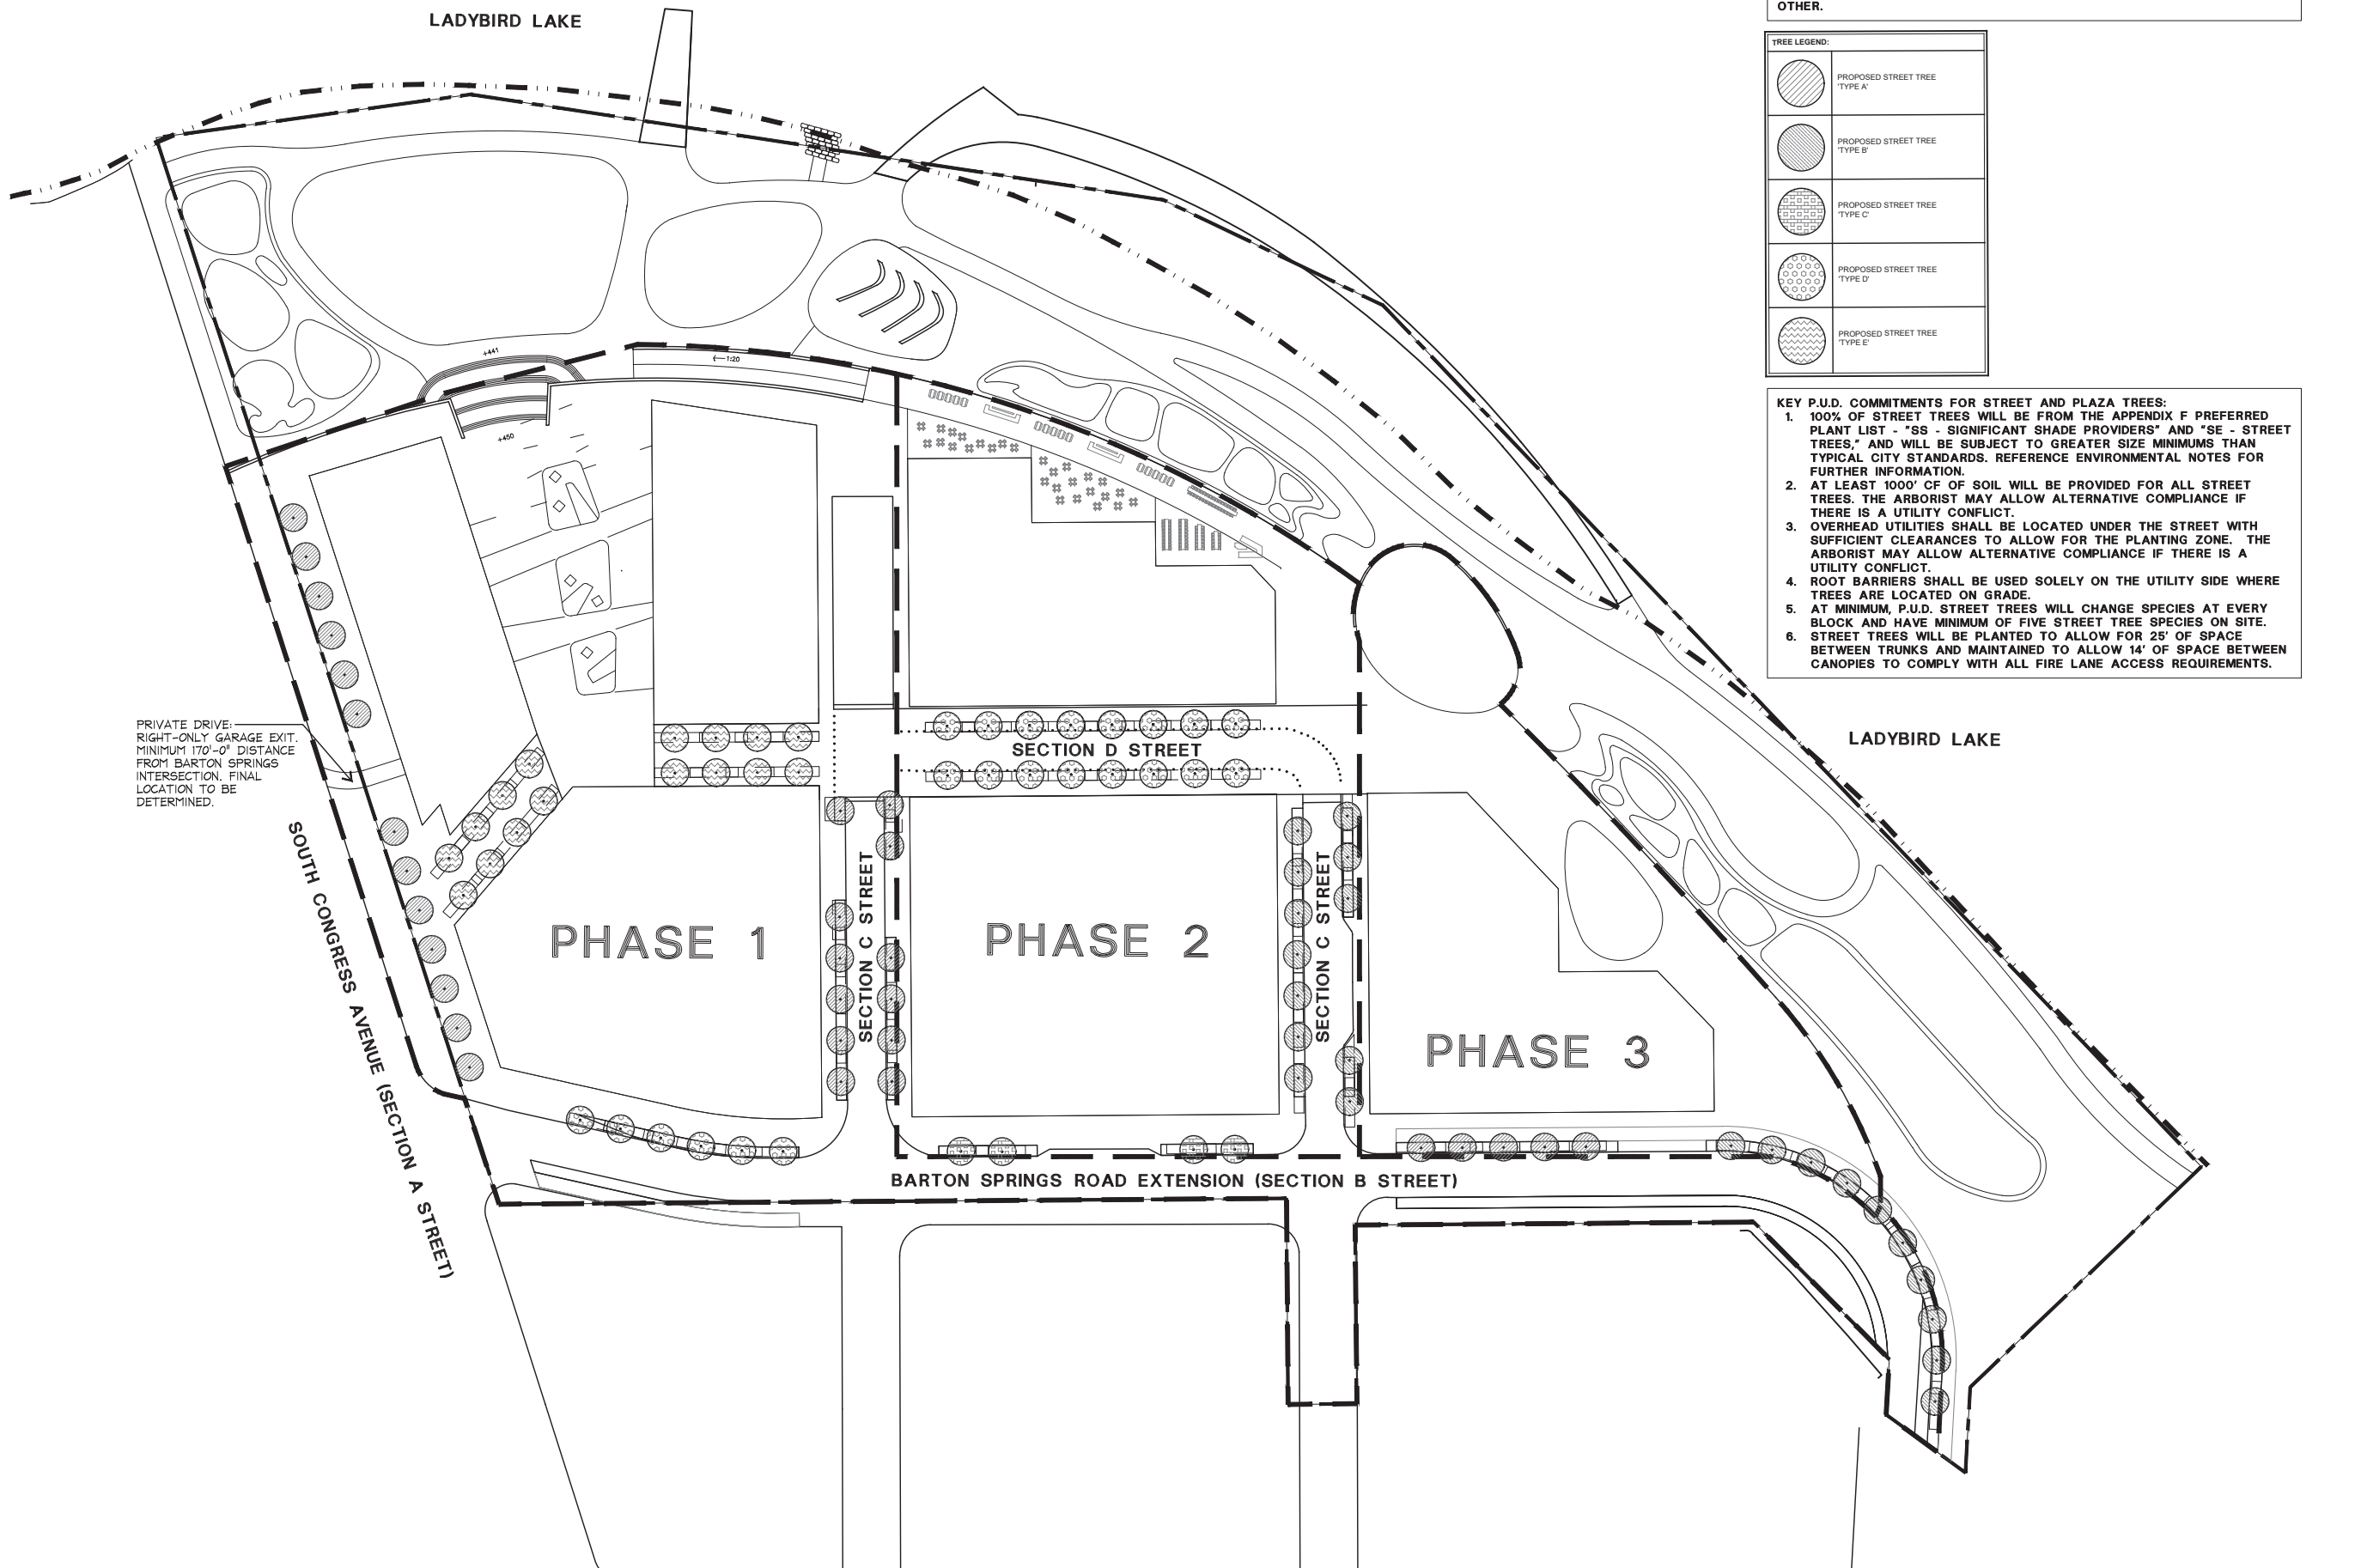 LADYBIRD LAKE
OTHER.
TREE LEGEND:
PROPOSED STREET TREE
'TYPE A'
PROPOSED STREET TREE
'TYPE B'
PROPOSED STREET TREE
'TYPE C'
PROPOSED STREET TREE
'TYPE D'
PROPOSED STREET TREE
'TYPE E'
KEY P.U.D. COMMITMENTS FOR STREET AND PLAZA TREES:
1. 100% OF STREET TREES WILL BE FROM THE APPENDIX F PREFERRED
PLANT LIST - "SS - SIGNIFICANT SHADE PROVIDERS" AND "SE - STREET
TREES," AND WILL BE SUBJECT TO GREATER SIZE MINIMUMS THAN
TYPICAL CITY STANDARDS. REFERENCE ENVIRONMENTAL NOTES FOR
FURTHER INFORMATION.
2. AT LEAST 1000' CF OF SOIL WILL BE PROVIDED FOR ALL STREET
TREES. THE ARBORIST MAY ALLOW ALTERNATIVE COMPLIANCE IF
THERE IS A UTILITY CONFLICT.
3. OVERHEAD UTILITIES SHALL BE LOCATED UNDER THE STREET WITH
SUFFICIENT CLEARANCES TO ALLOW FOR THE PLANTING ZONE. THE
ARBORIST MAY ALLOW ALTERNATIVE COMPLIANCE IF THERE IS A
UTILITY CONFLICT.
4. ROOT BARRIERS SHALL BE USED SOLELY ON THE UTILITY SIDE WHERE
TREES ARE LOCATED ON GRADE.
5. AT MINIMUM, P.U.D. STREET TREES WILL CHANGE SPECIES AT EVERY
BLOCK AND HAVE MINIMUM OF FIVE STREET TREE SPECIES ON SITE.
6. STREET TREES WILL BE PLANTED TO ALLOW FOR 25' OF SPACE
BETWEEN TRUNKS AND MAINTAINED TO ALLOW 14' OF SPACE BETWEEN
CANOPIES TO COMPLY WITH ALL FIRE LANE ACCESS REQUIREMENTS.
+441
1:20
+450
PRIVATE DRIVE:
RIGHT-ONLY GARAGE EXIT.
MINIMUM 170'-0" DISTANCE
FROM BARTON SPRINGS
INTERSECTION. FINAL
LOCATION TO BE
DETERMINED.
SECTION D STREET
LADYBIRD LAKE
SOUTH CONGRESS AVENUE (SECTION A STREET)
PHASE 1
SECTION C STREET
PHASE 2
SECTION C STREET
PHASE 3
BARTON SPRINGS ROAD EXTENSION (SECTION B STREET)